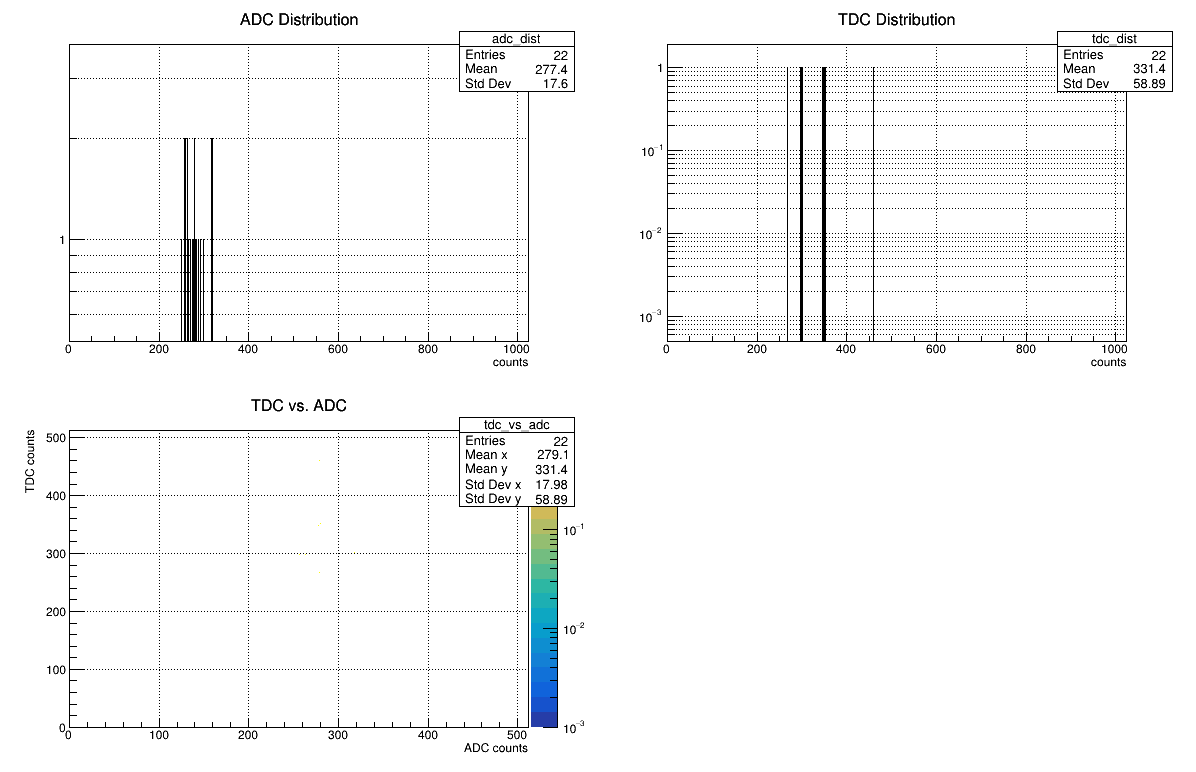 ADC Distribution
adc_dist
Entries 22
Mean 277.4
Std Dev 17.6
1
0 200 400 600 800 1000
counts
TDC Distribution
tdc_dist
Entries 22
Mean 331.4
Std Dev 58.89
1
10⁻¹
10⁻²
10⁻³
0 200 400 600 800 1000
counts
TDC vs. ADC
tdc_vs_adc
Entries 22
Mean x 279.1
Mean y 331.4
Std Dev x 17.98
Std Dev y 58.89
TDC counts
500
400
300
200
100
0
0 100 200 300 400 500
ADC counts
10⁻¹
10⁻²
10⁻³